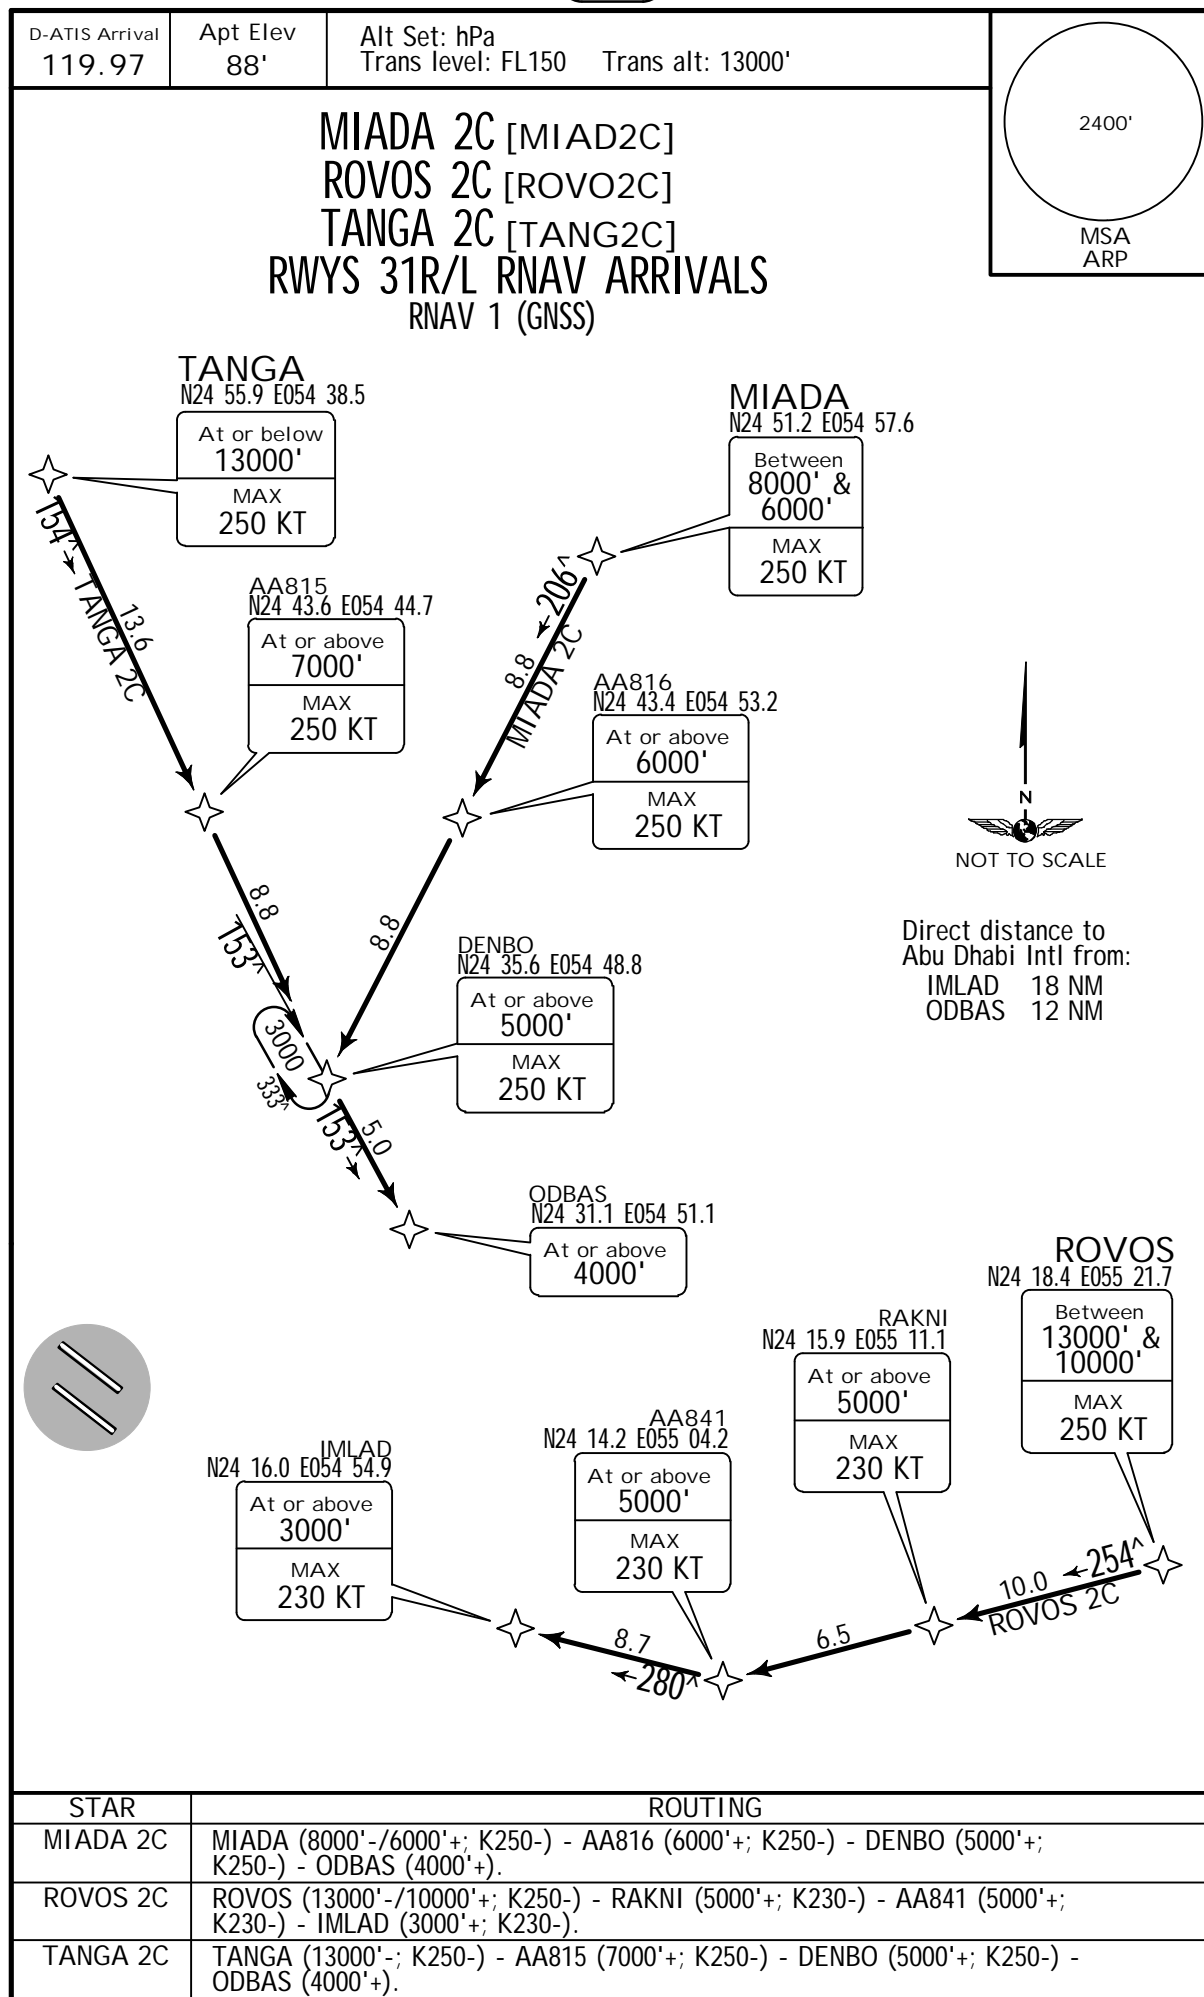 D-ATIS Arrival
119.97
Apt Elev
88'
Alt Set: hPa
Trans level: FL150 Trans alt: 13000'
2400'
MSA
ARP
MIADA 2C [MIAD2C]
ROVOS 2C [ROVO2C]
TANGA 2C [TANG2C]
RWYS 31R/L RNAV ARRIVALS
RNAV 1 (GNSS)
TANGA
N24 55.9 E054 38.5
At or below
13000'
MAX
250 KT
MIADA
N24 51.2 E054 57.6
Between
8000' &
6000'
MAX
250 KT
154^
TANGA 2C
13.6
206^
8.8
MIADA 2C
AA815
N24 43.6 E054 44.7
At or above
7000'
MAX
250 KT
AA816
N24 43.4 E054 53.2
At or above
6000'
MAX
250 KT
N
NOT TO SCALE
8.8
153^
8.8
Direct distance to
Abu Dhabi Intl from:
IMLAD 18 NM
ODBAS 12 NM
DENBO
N24 35.6 E054 48.8
At or above
5000'
MAX
250 KT
3000
333^
153^
5.0
ODBAS
N24 31.1 E054 51.1
At or above
4000'
ROVOS
N24 18.4 E055 21.7
Between
13000' &
10000'
MAX
250 KT
RAKNI
N24 15.9 E055 11.1
At or above
5000'
MAX
230 KT
AA841
N24 14.2 E055 04.2
At or above
5000'
MAX
230 KT
IMLAD
N24 16.0 E054 54.9
At or above
3000'
MAX
230 KT
254^
10.0
ROVOS 2C
6.5
8.7
280^
STAR ROUTING
MIADA 2C MIADA (8000'-/6000'+; K250-) - AA816 (6000'+; K250-) - DENBO (5000'+;
K250-) - ODBAS (4000'+).
ROVOS 2C ROVOS (13000'-/10000'+; K250-) - RAKNI (5000'+; K230-) - AA841 (5000'+;
K230-) - IMLAD (3000'+; K230-).
TANGA 2C TANGA (13000'-; K250-) - AA815 (7000'+; K250-) - DENBO (5000'+; K250-) -
ODBAS (4000'+).